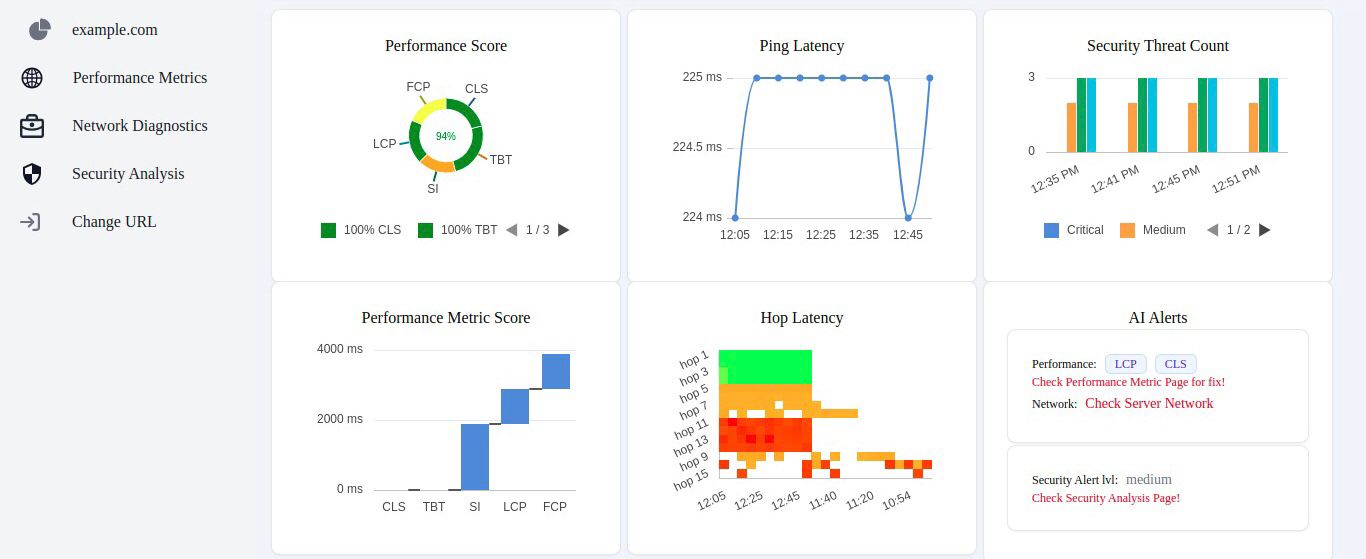 example.com
Performance Metrics
Network Diagnostics
Security Analysis
Change URL
Performance Score
FCP
CLS
LCP
94%
TBT
SI
100% CLS 100% TBT 1 / 3
Ping Latency
225 ms
224.5 ms
224 ms
12:05 12:15 12:25 12:35 12:45
Security Threat Count
3
0
12:35 PM 12:41 PM 12:45 PM 12:51 PM
Critical Medium 1 / 2
Performance Metric Score
4000 ms
2000 ms
0 ms
CLS TBT SI LCP FCP
Hop Latency
hop 1
hop 3
hop 5
hop 7
hop 11
hop 13
hop 9
hop 15
12:05 12:25 12:45 11:40 11:20 10:54
AI Alerts
Performance: LCP CLS
Check Performance Metric Page for fix!
Network: Check Server Network
Security Alert lvl: medium
Check Security Analysis Page!